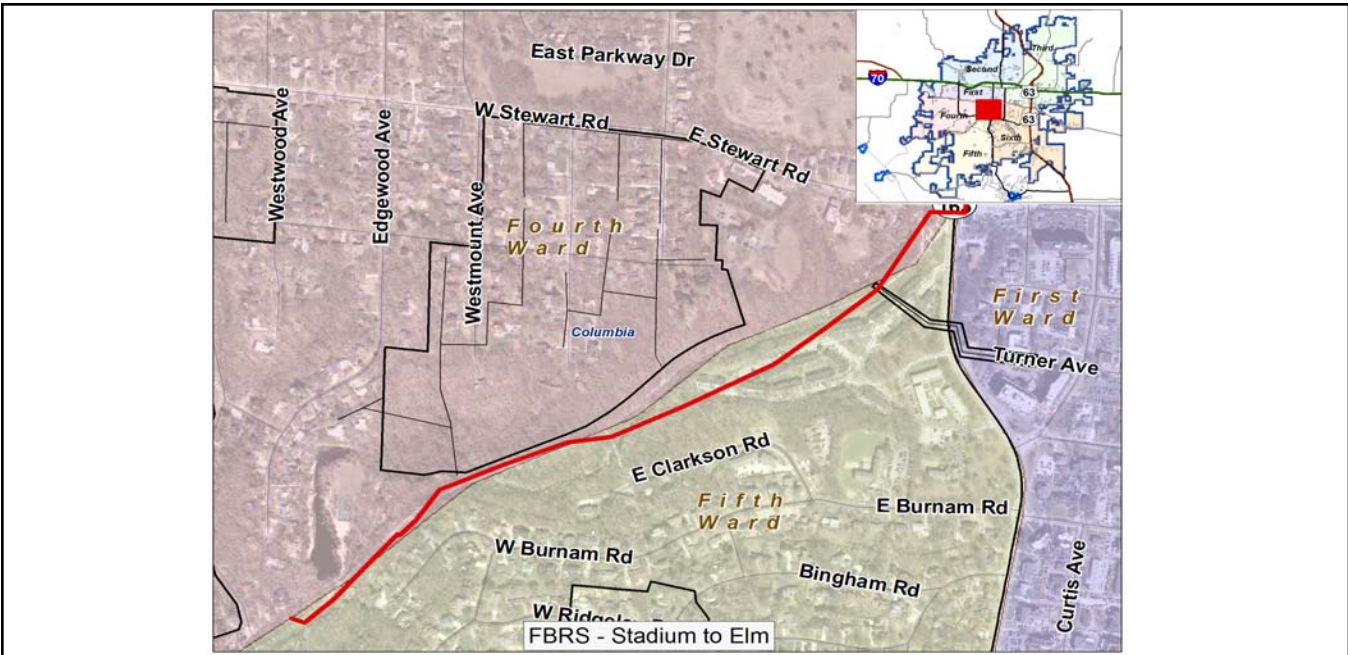 East Parkway Dr
W Stewart Rd
E Stewart Rd
Westwood Ave
Edgewood Ave
Westmount Ave
Fourth
Ward
Columbia
First
Ward
Turner Ave
E Clarkson Rd
Fifth
Ward
E Burnam Rd
W Burnam Rd
Bingham Rd
Curtis Ave
FBRS - Stadium to Elm
Third
Second
70
First
63
Fourth
63
Sixth
Fifth